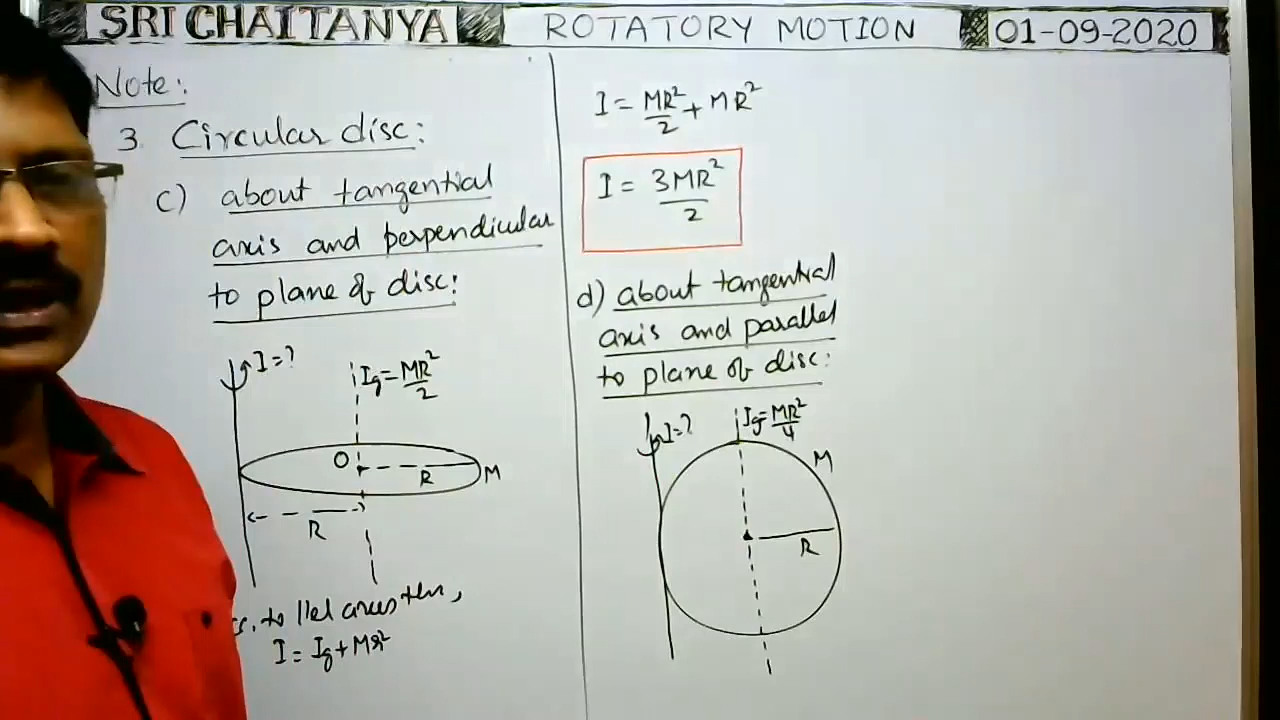 SRI CHAITANYA
ROTATORY MOTION
01-09-2020
Note:
3. Circular disc:
c) about tangential
axis and perpendicular
to plane of disc:
I=?
Ig=MR²/2
O
R
M
R
to llel axes then,
I = Ig+Mr²
I = MR²/2 + MR²
I = 3MR²/2
d) about tangential
axis and parallel
to plane of disc:
I=?
Ig=MR²/4
M
R